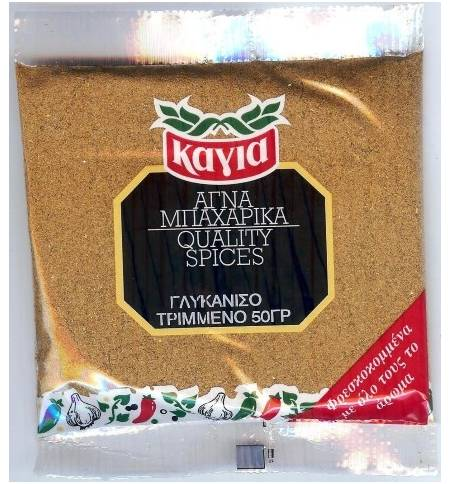 καγια
ΑΓΝΑ
ΜΠΑΧΑΡΙΚΑ
QUALITY
SPICES
ΓΛΥΚΑΝΙΣΟ
ΤΡΙΜΜΕΝΟ 50ΓΡ
φρεσκοκομμένα
με όλο τους το
άρωμα